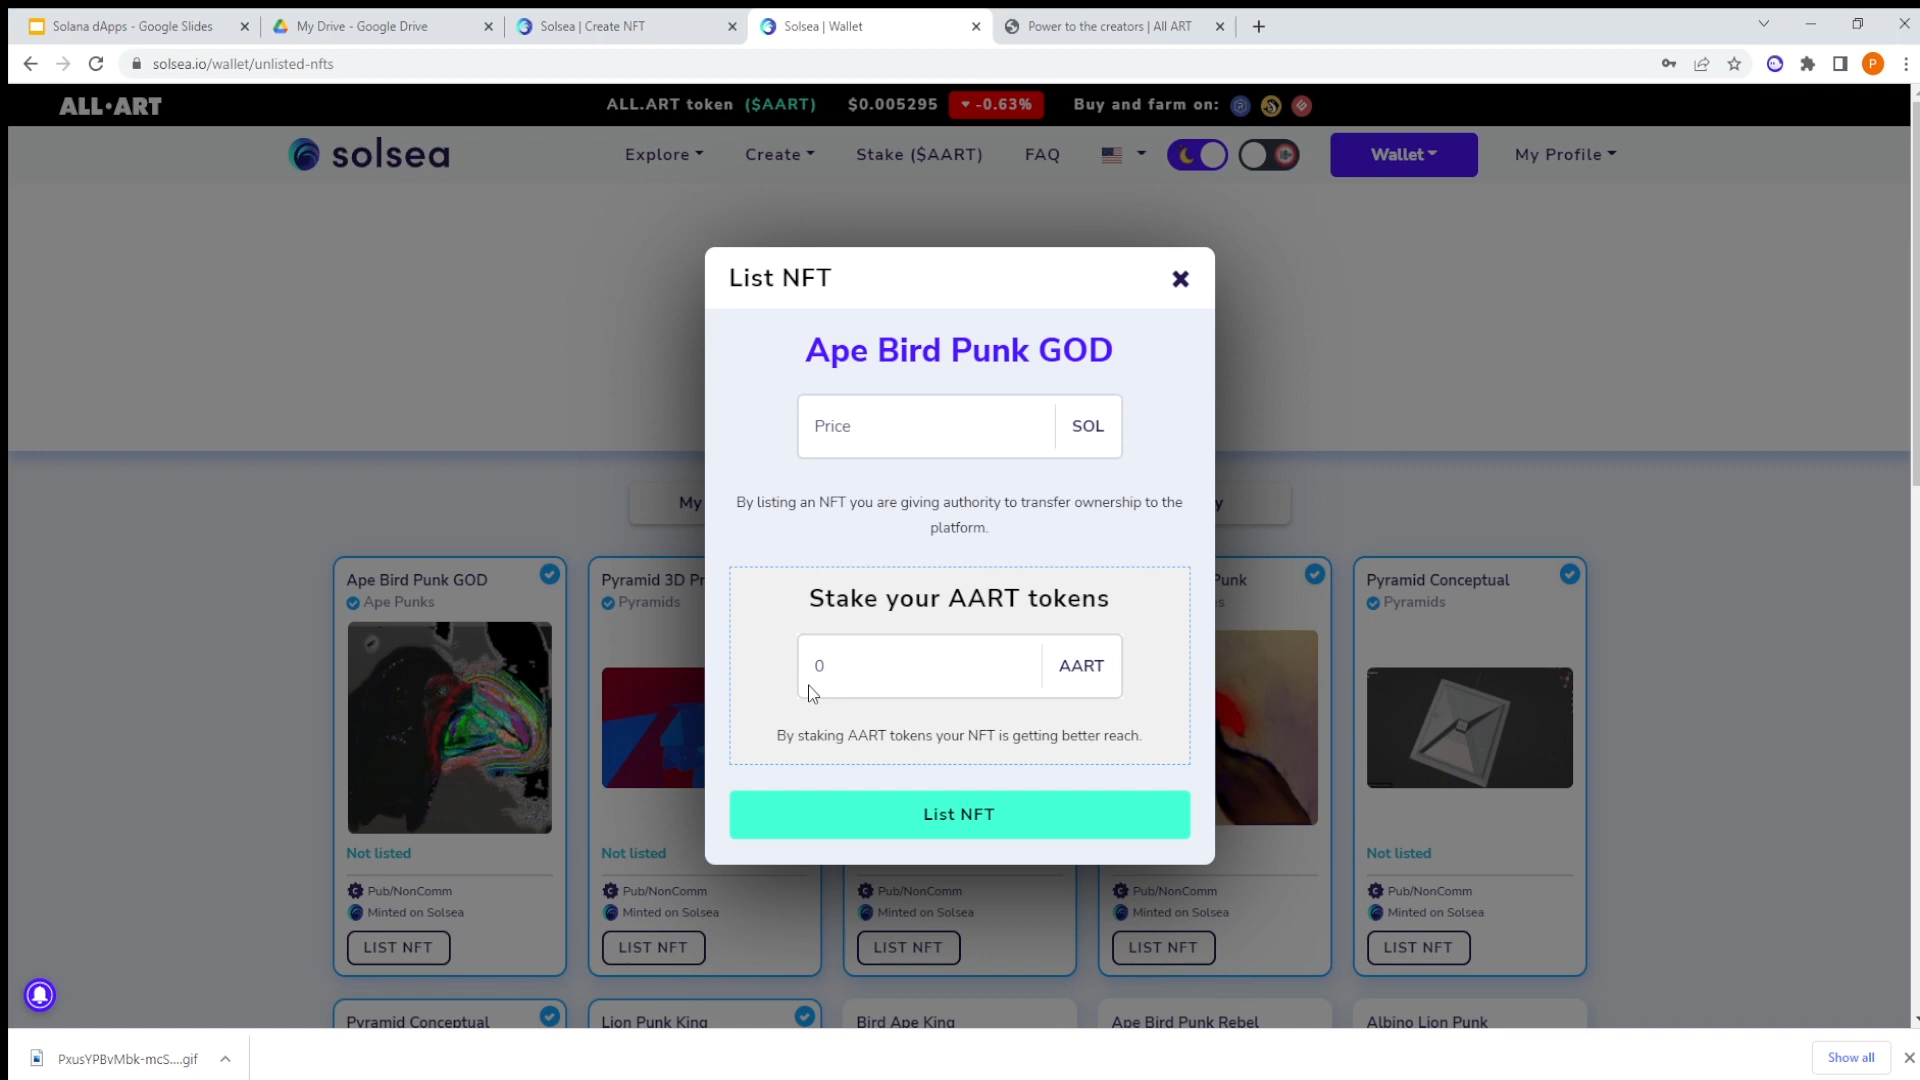 Solana dApps - Google Slides
My Drive - Google Drive
Solsea | Create NFT
Solsea | Wallet
Power to the creators | All ART
solsea.io/wallet/unlisted-nfts
P
ALL·ART
ALL.ART token ($AART) $0.005295 -0.63% Buy and farm on:
solsea
Explore
Create
Stake ($AART)
FAQ
Wallet
My Profile
List NFT
Ape Bird Punk GOD
Price SOL
By listing an NFT you are giving authority to transfer ownership to the
platform.
Stake your AART tokens
0 AART
By staking AART tokens your NFT is getting better reach.
List NFT
My
y
Ape Bird Punk GOD
Ape Punks
Not listed
Pub/NonComm
Minted on Solsea
LIST NFT
Pyramid 3D Pr
Pyramids
Not listed
Pub/NonComm
Minted on Solsea
LIST NFT
Pub/NonComm
Minted on Solsea
LIST NFT
Punk
es
Pub/NonComm
Minted on Solsea
LIST NFT
Pyramid Conceptual
Pyramids
Not listed
Pub/NonComm
Minted on Solsea
LIST NFT
Pyramid Conceptual
Lion Punk King
Bird Ape King
Ape Bird Punk Rebel
Albino Lion Punk
PxusYPBvMbk-mcS....gif
Show all